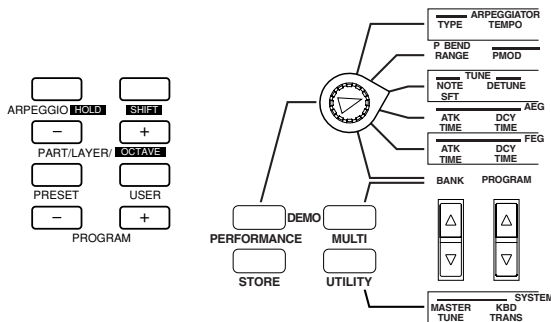 ARPEGGIATOR
TYPE TEMPO
P BEND
RANGE PMOD
TUNE
NOTE DETUNE
SFT
AEG
ATK DCY
TIME TIME
FEG
ATK DCY
TIME TIME
BANK PROGRAM
ARPEGGIO HOLD SHIFT
– +
PART/LAYER/ OCTAVE
PRESET USER
– +
PROGRAM
DEMO
PERFORMANCE MULTI
STORE UTILITY
SYSTEM
MASTER KBD
TUNE TRANS